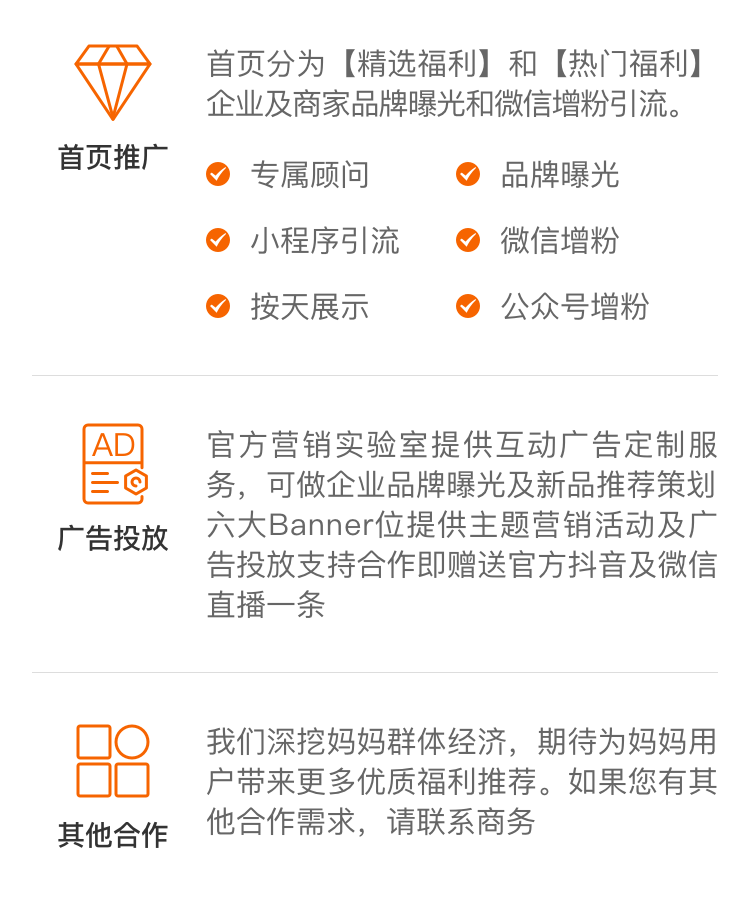 首页分为【精选福利】和【热门福利】
企业及商家品牌曝光和微信增粉引流。
首页推广
专属顾问
品牌曝光
小程序引流
微信增粉
按天展示
公众号增粉
AD
广告投放
官方营销实验室提供互动广告定制服
务，可做企业品牌曝光及新品推荐策划
六大Banner位提供主题营销活动及广
告投放支持合作即赠送官方抖音及微信
直播一条
其他合作
我们深挖妈妈群体经济，期待为妈妈用
户带来更多优质福利推荐。如果您有其
他合作需求，请联系商务